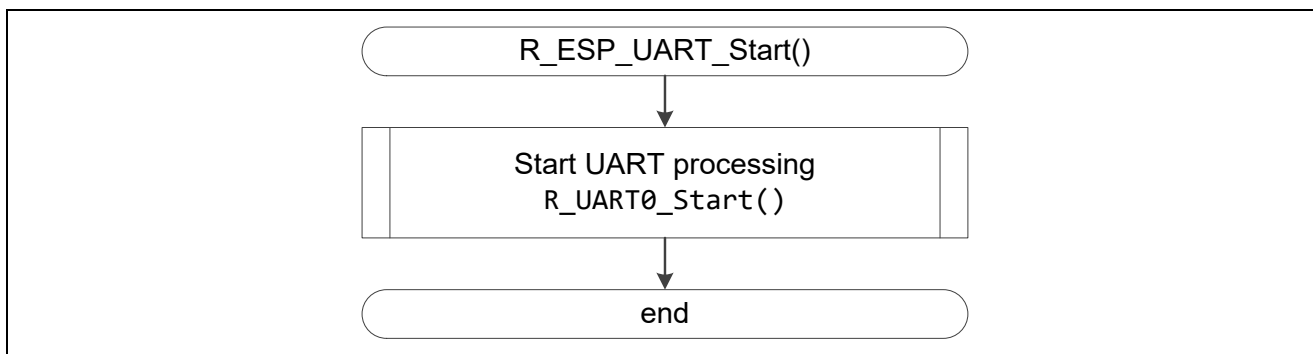 R_ESP_UART_Start()
Start UART processing
R_UART0_Start()
end